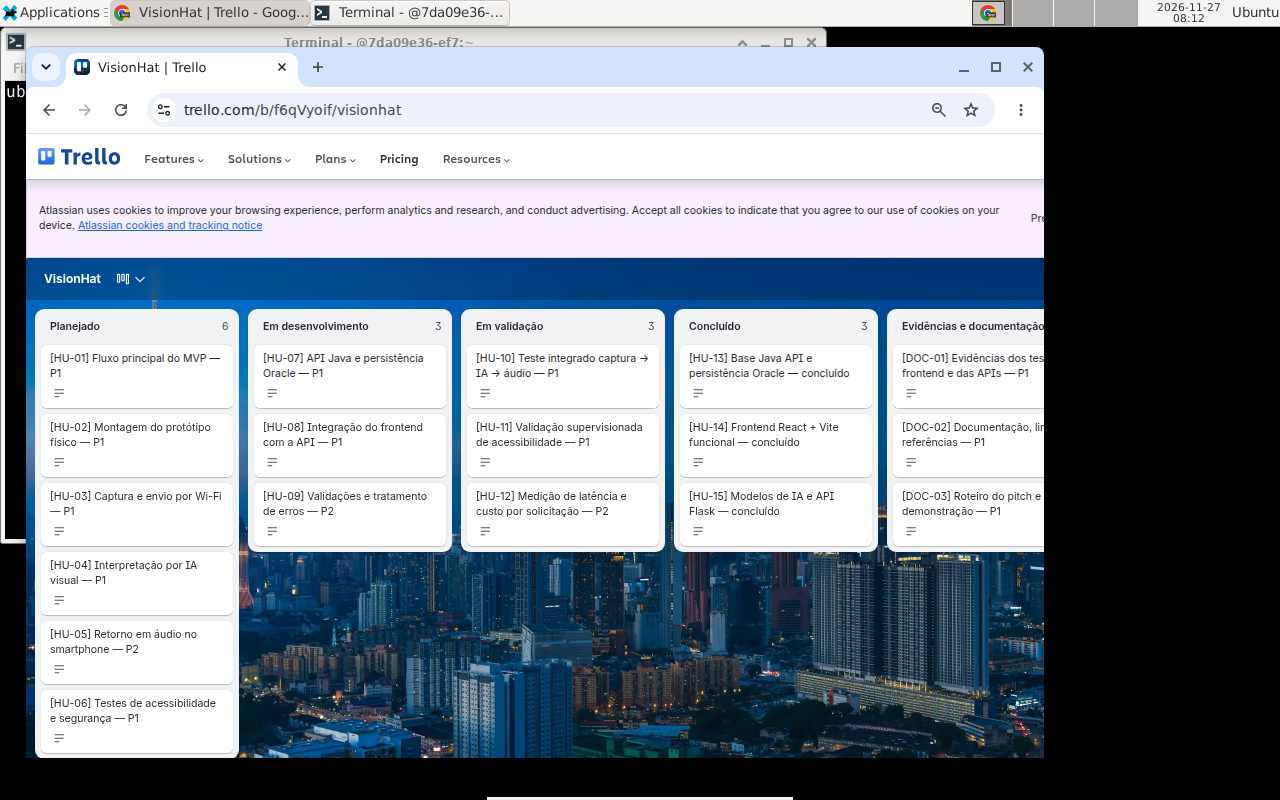 Applications
VisionHat | Trello - Goog...
Terminal - @7da09e36-...
2026-11-27
08:12
Ubuntu
Terminal - @7da09e36-ef7:~
Fi
ub
VisionHat | Trello
trello.com/b/f6qVyoif/visionhat
Trello
Features
Solutions
Plans
Pricing
Resources
Atlassian uses cookies to improve your browsing experience, perform analytics and research, and conduct advertising. Accept all cookies to indicate that you agree to our use of cookies on your
device. Atlassian cookies and tracking notice
Pre
VisionHat
Planejado 6
[HU-01] Fluxo principal do MVP —
P1
[HU-02] Montagem do protótipo
físico — P1
[HU-03] Captura e envio por Wi-Fi
— P1
[HU-04] Interpretação por IA
visual — P1
[HU-05] Retorno em áudio no
smartphone — P2
[HU-06] Testes de acessibilidade
e segurança — P1
Em desenvolvimento 3
[HU-07] API Java e persistência
Oracle — P1
[HU-08] Integração do frontend
com a API — P1
[HU-09] Validações e tratamento
de erros — P2
Em validação 3
[HU-10] Teste integrado captura →
IA → áudio — P1
[HU-11] Validação supervisionada
de acessibilidade — P1
[HU-12] Medição de latência e
custo por solicitação — P2
Concluído 3
[HU-13] Base Java API e
persistência Oracle — concluído
[HU-14] Frontend React + Vite
funcional — concluído
[HU-15] Modelos de IA e API
Flask — concluído
Evidências e documentação
[DOC-01] Evidências dos tes
frontend e das APIs — P1
[DOC-02] Documentação, lin
referências — P1
[DOC-03] Roteiro do pitch e
demonstração — P1